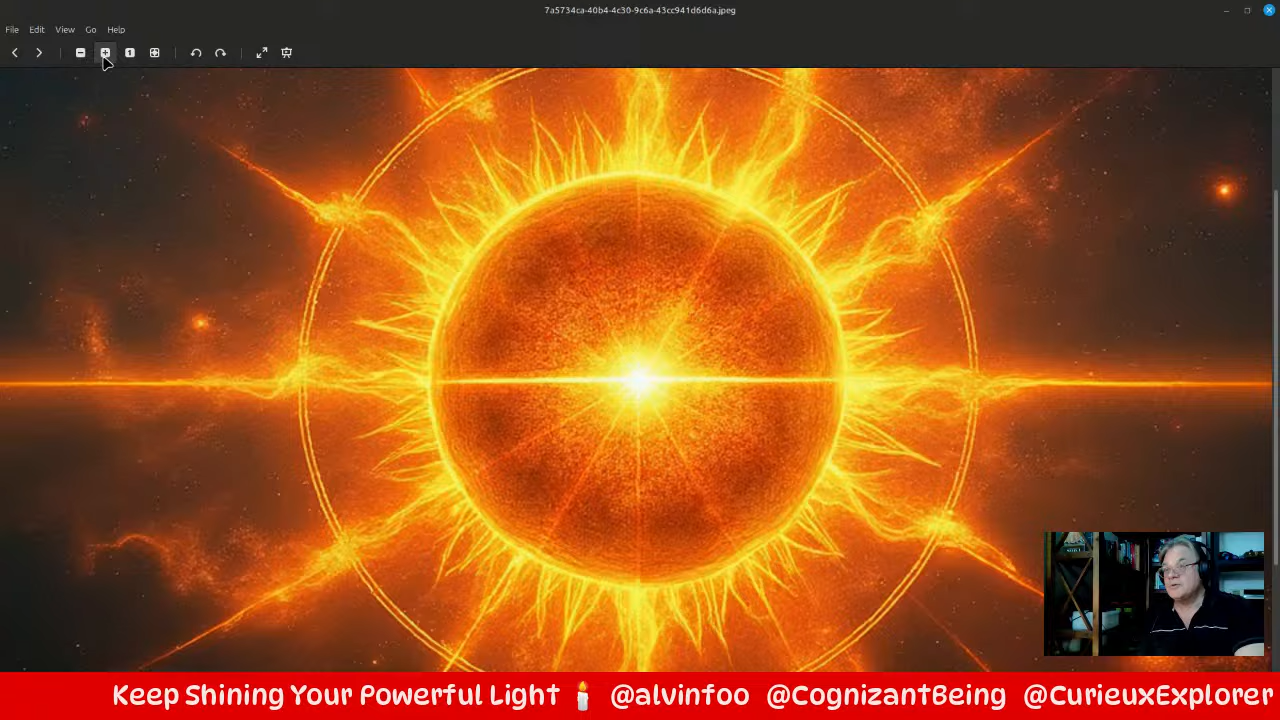 7a5734ca-40b4-4c30-9c6a-43cc941d6d6a.jpeg
File Edit View Go Help
1
Keep Shining Your Powerful Light 🕯️ @alvinfoo @CognizantBeing @CurieuxExplorer